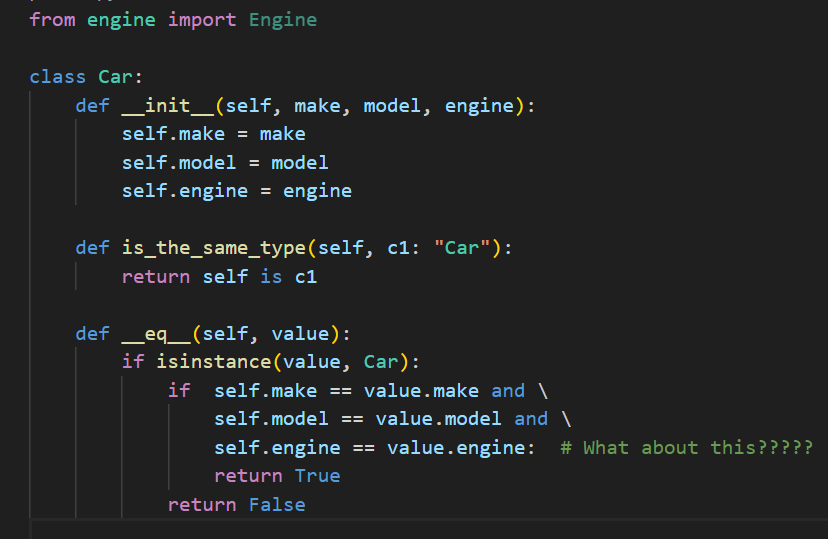 from engine import Engine
class Car:
    def __init__(self, make, model, engine):
        self.make = make
        self.model = model
        self.engine = engine
    def is_the_same_type(self, c1: "Car"):
        return self is c1
    def __eq__(self, value):
        if isinstance(value, Car):
            if  self.make == value.make and \
                self.model == value.model and \
                self.engine == value.engine:  # What about this?????
                return True
            return False